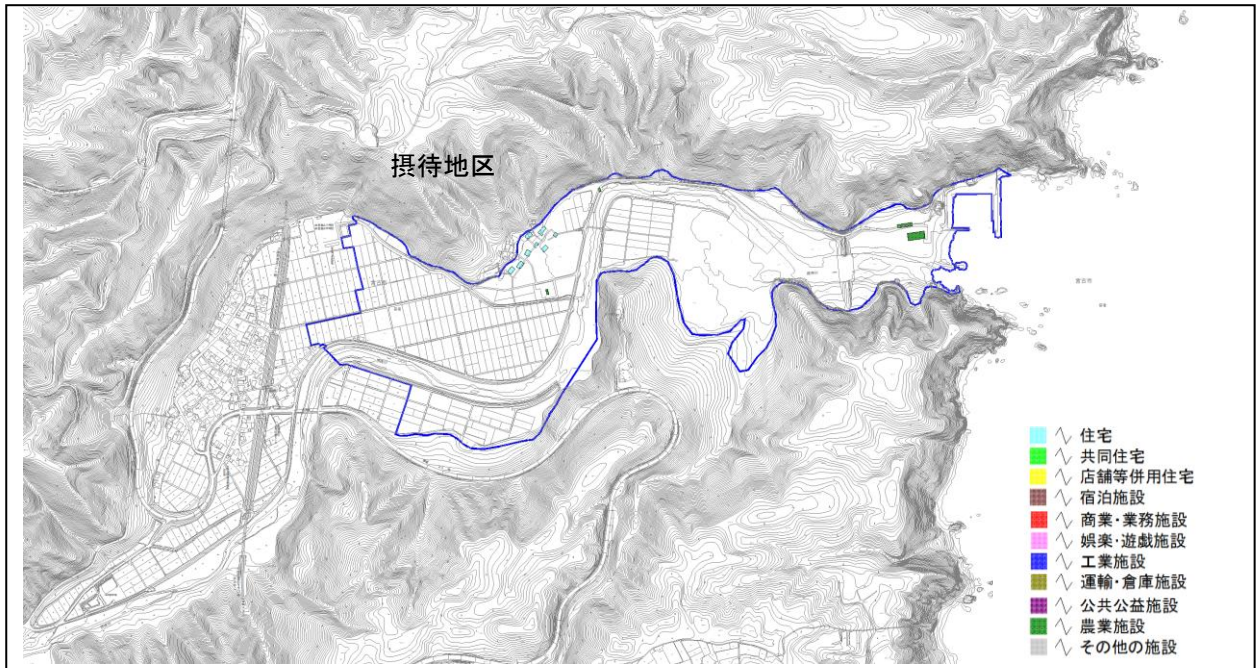 摂待地区
宮古市
住宅
共同住宅
店舗等併用住宅
宿泊施設
商業・業務施設
娯楽・遊戯施設
工業施設
運輸・倉庫施設
公共公益施設
農業施設
その他の施設